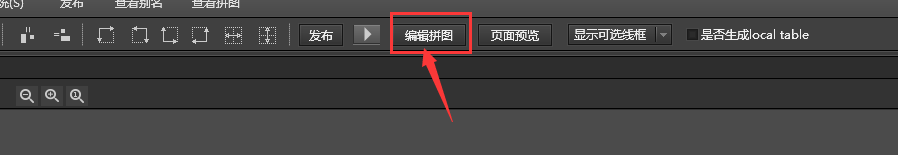 统(S) 发布 查看别名 查看拼图
发布 编辑拼图 页面预览 显示可选线框 是否生成local table